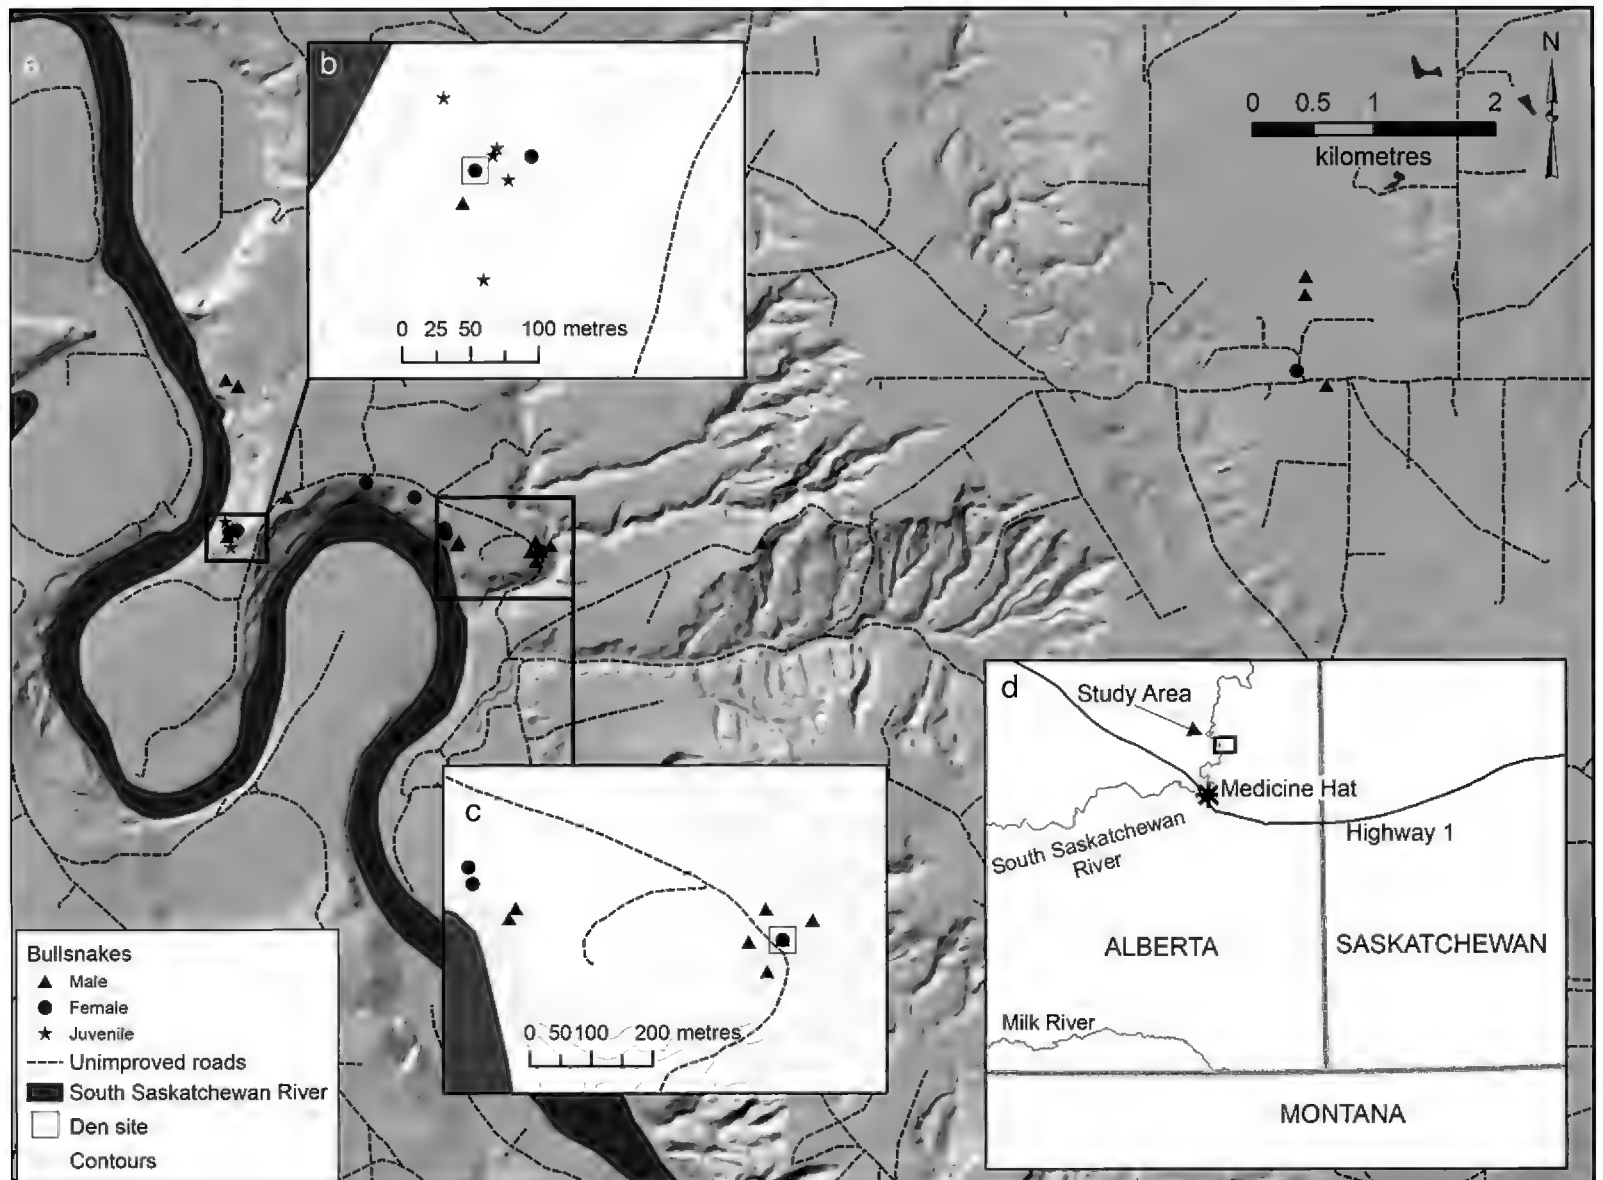 a
b
0 25 50 100 metres
N
0 0.5 1 2
kilometres
c
0 50 100 200 metres
d
Study Area
Medicine Hat
Highway 1
South Saskatchewan
River
ALBERTA
SASKATCHEWAN
Milk River
MONTANA
Bullsnakes
Male
Female
Juvenile
Unimproved roads
South Saskatchewan River
Den site
Contours